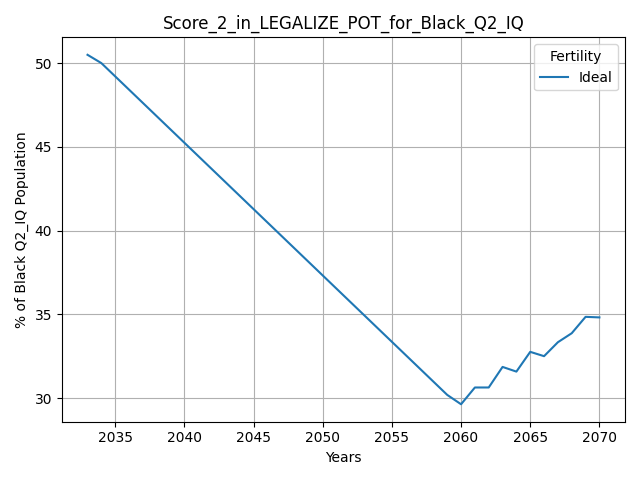 Score_2_in_LEGALIZE_POT_for_Black_Q2_IQ
Fertility
Ideal
% of Black Q2_IQ Population
50
45
40
35
30
2035 2040 2045 2050 2055 2060 2065 2070
Years